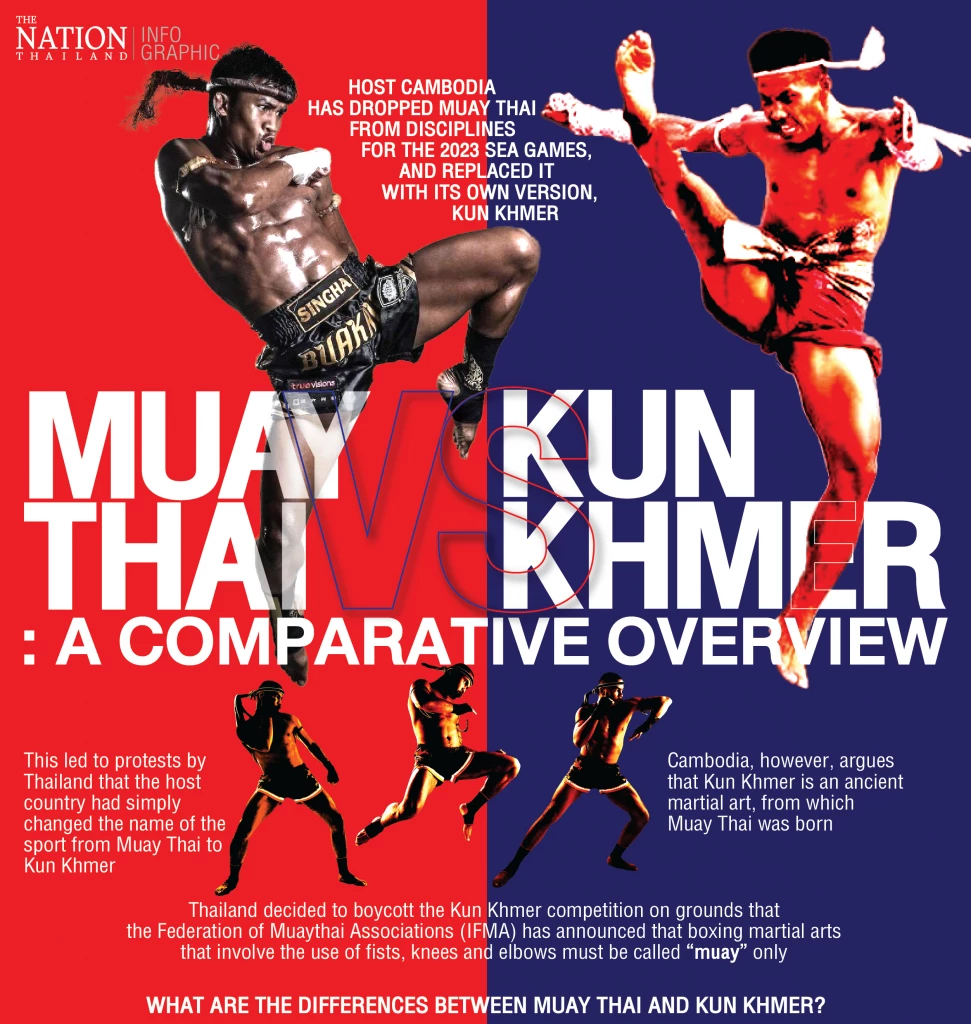 THE
NATION
THAILAND
INFO
GRAPHIC
HOST CAMBODIA
HAS DROPPED MUAY THAI
FROM DISCIPLINES
FOR THE 2023 SEA GAMES,
AND REPLACED IT
WITH ITS OWN VERSION,
KUN KHMER
SINGHA
BUAKA
truevisions
MUAY
THAI
VS
KUN
KHMER
: A COMPARATIVE OVERVIEW
This led to protests by
Thailand that the host
country had simply
changed the name of the
sport from Muay Thai to
Kun Khmer
Cambodia, however, argues
that Kun Khmer is an ancient
martial art, from which
Muay Thai was born
Thailand decided to boycott the Kun Khmer competition on grounds that
the Federation of Muaythai Associations (IFMA) has announced that boxing martial arts
that involve the use of fists, knees and elbows must be called “muay” only
WHAT ARE THE DIFFERENCES BETWEEN MUAY THAI AND KUN KHMER?